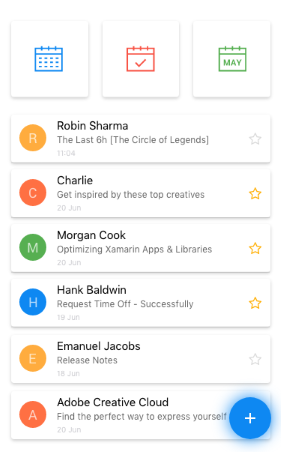 MAY
R
Robin Sharma
The Last 6h [The Circle of Legends]
11:04
C
Charlie
Get inspired by these top creatives
20 Jun
M
Morgan Cook
Optimizing Xamarin Apps & Libraries
20 Jun
H
Hank Baldwin
Request Time Off - Successfully
19 Jun
E
Emanuel Jacobs
Release Notes
18 Jun
A
Adobe Creative Cloud
Find the perfect way to express yourself
20 Jun
+